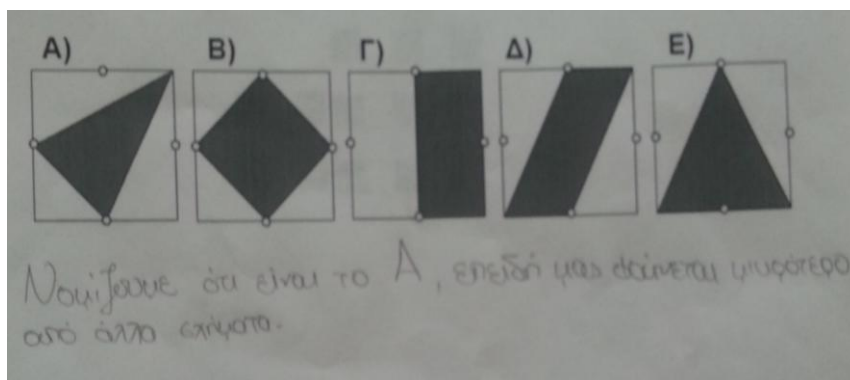 Α) Β) Γ) Δ) Ε)
Νομίζουμε ότι είναι το Α, επειδή μας φαίνεται μικρότερο
από άλλα σχήματα.